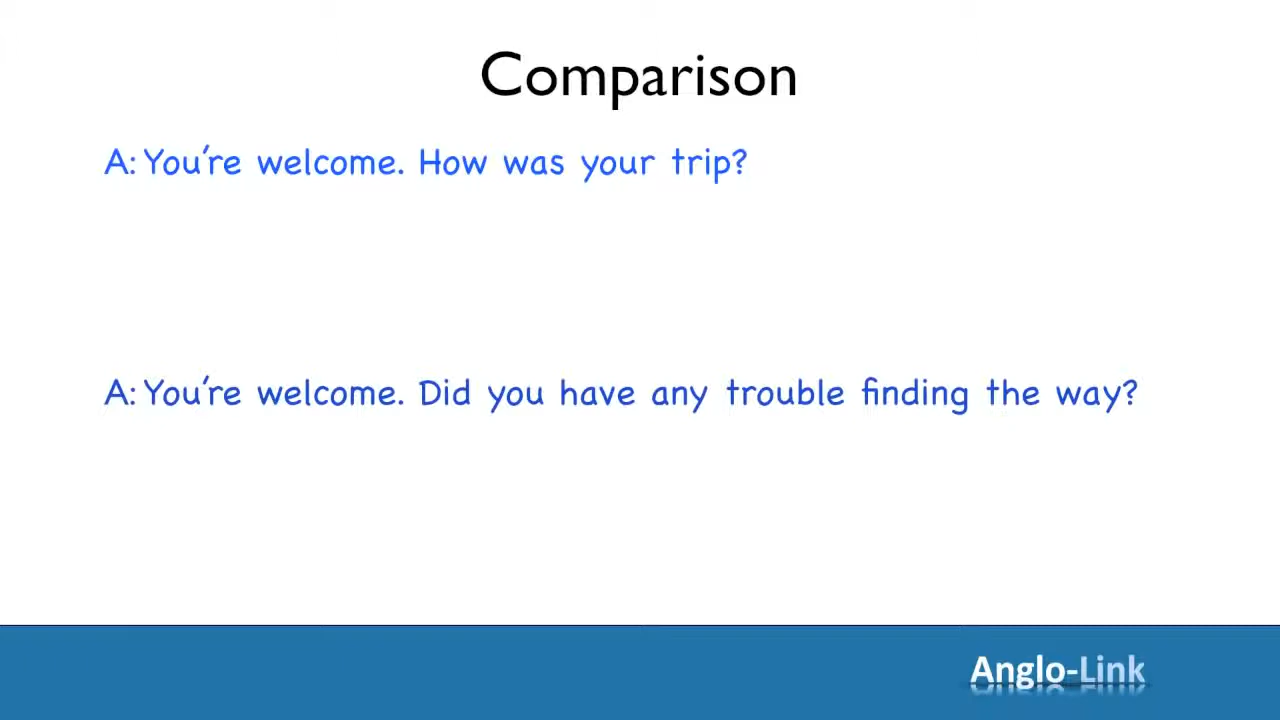 Comparison
A: You're welcome. How was your trip?
A: You're welcome. Did you have any trouble finding the way?
Anglo-Link